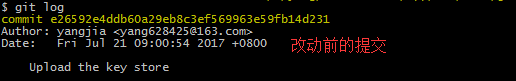 $ git log
commit e26592e4ddb60a29eb8c3ef569963e59fb14d231
Author: yangjia <yang628425@163.com>
Date:   Fri Jul 21 09:00:54 2017 +0800 改动前的提交
Upload the key store